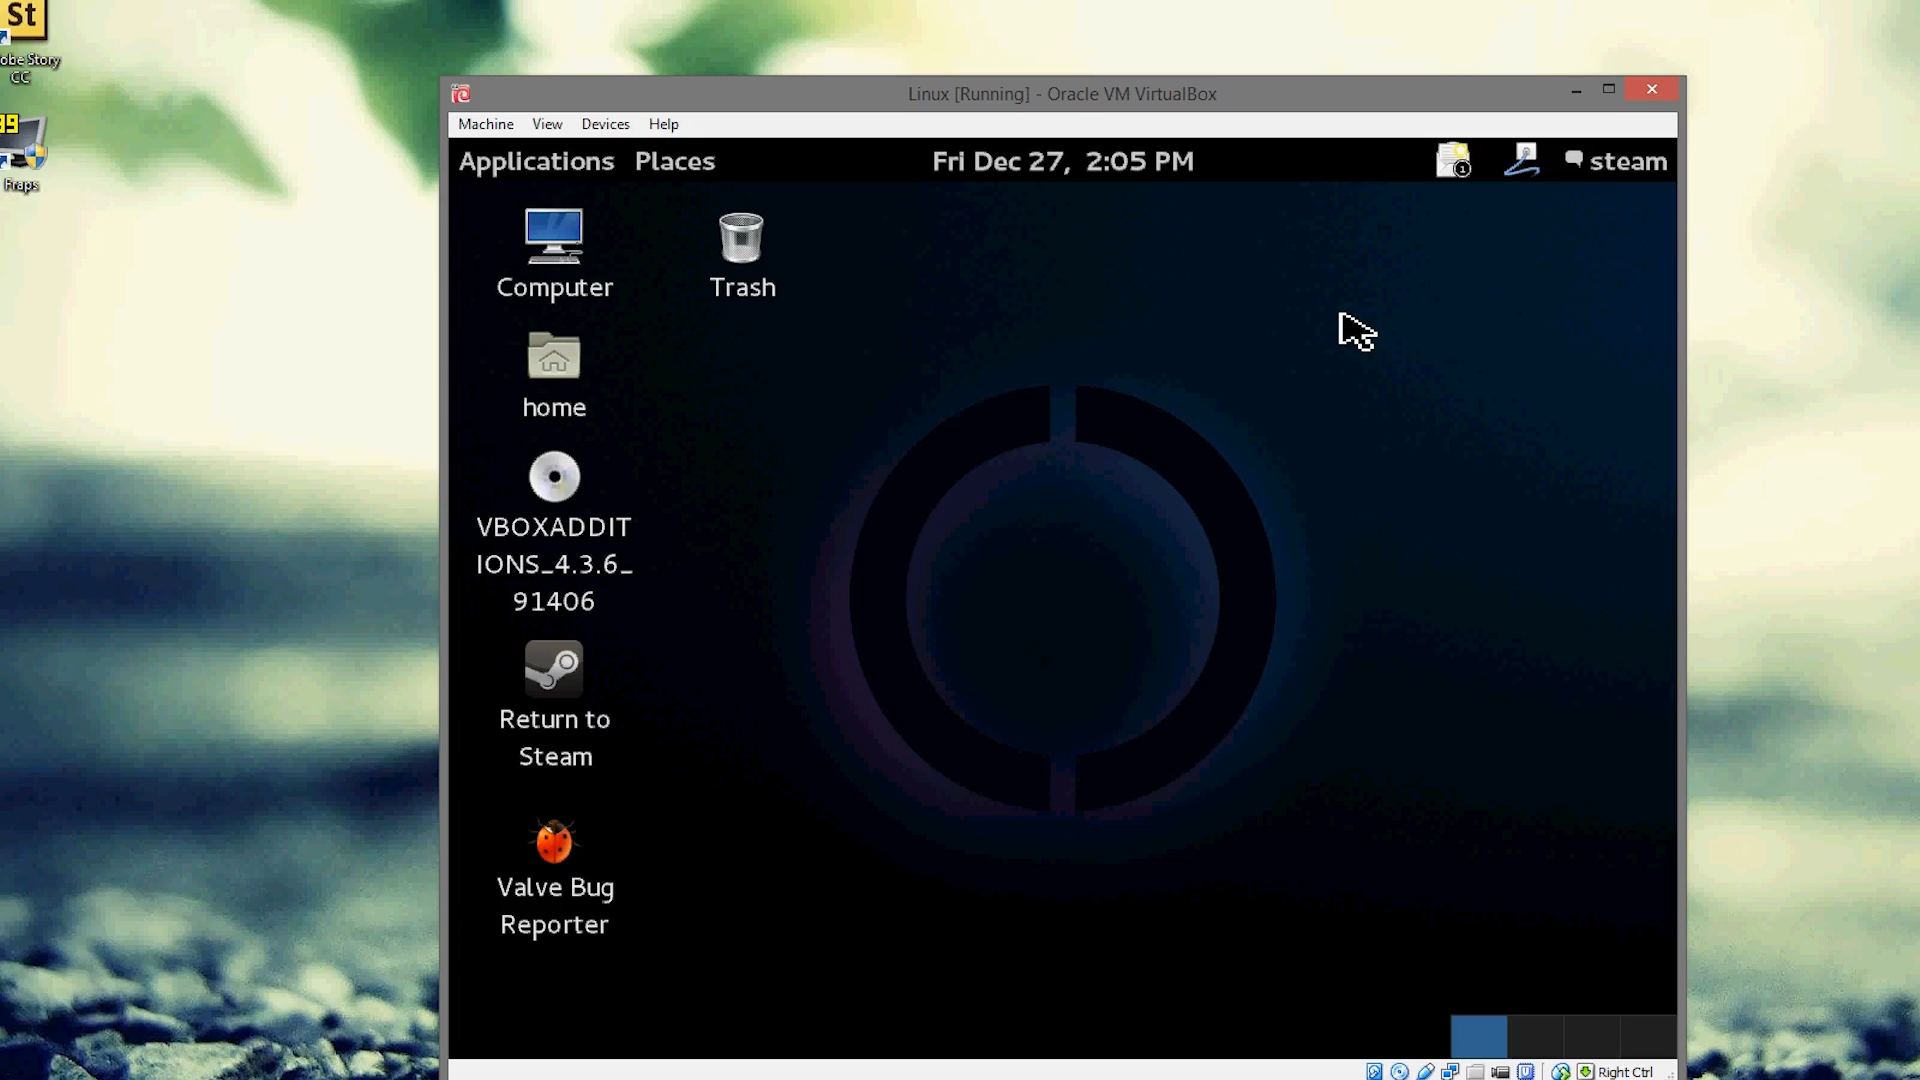 St
obe Story
CC
99
Fraps
Linux [Running] - Oracle VM VirtualBox
Machine View Devices Help
Applications Places Fri Dec 27, 2:05 PM 1 steam
Computer Trash
home
VBOXADDIT
IONS_4.3.6_
91406
Return to
Steam
Valve Bug
Reporter
Right Ctrl